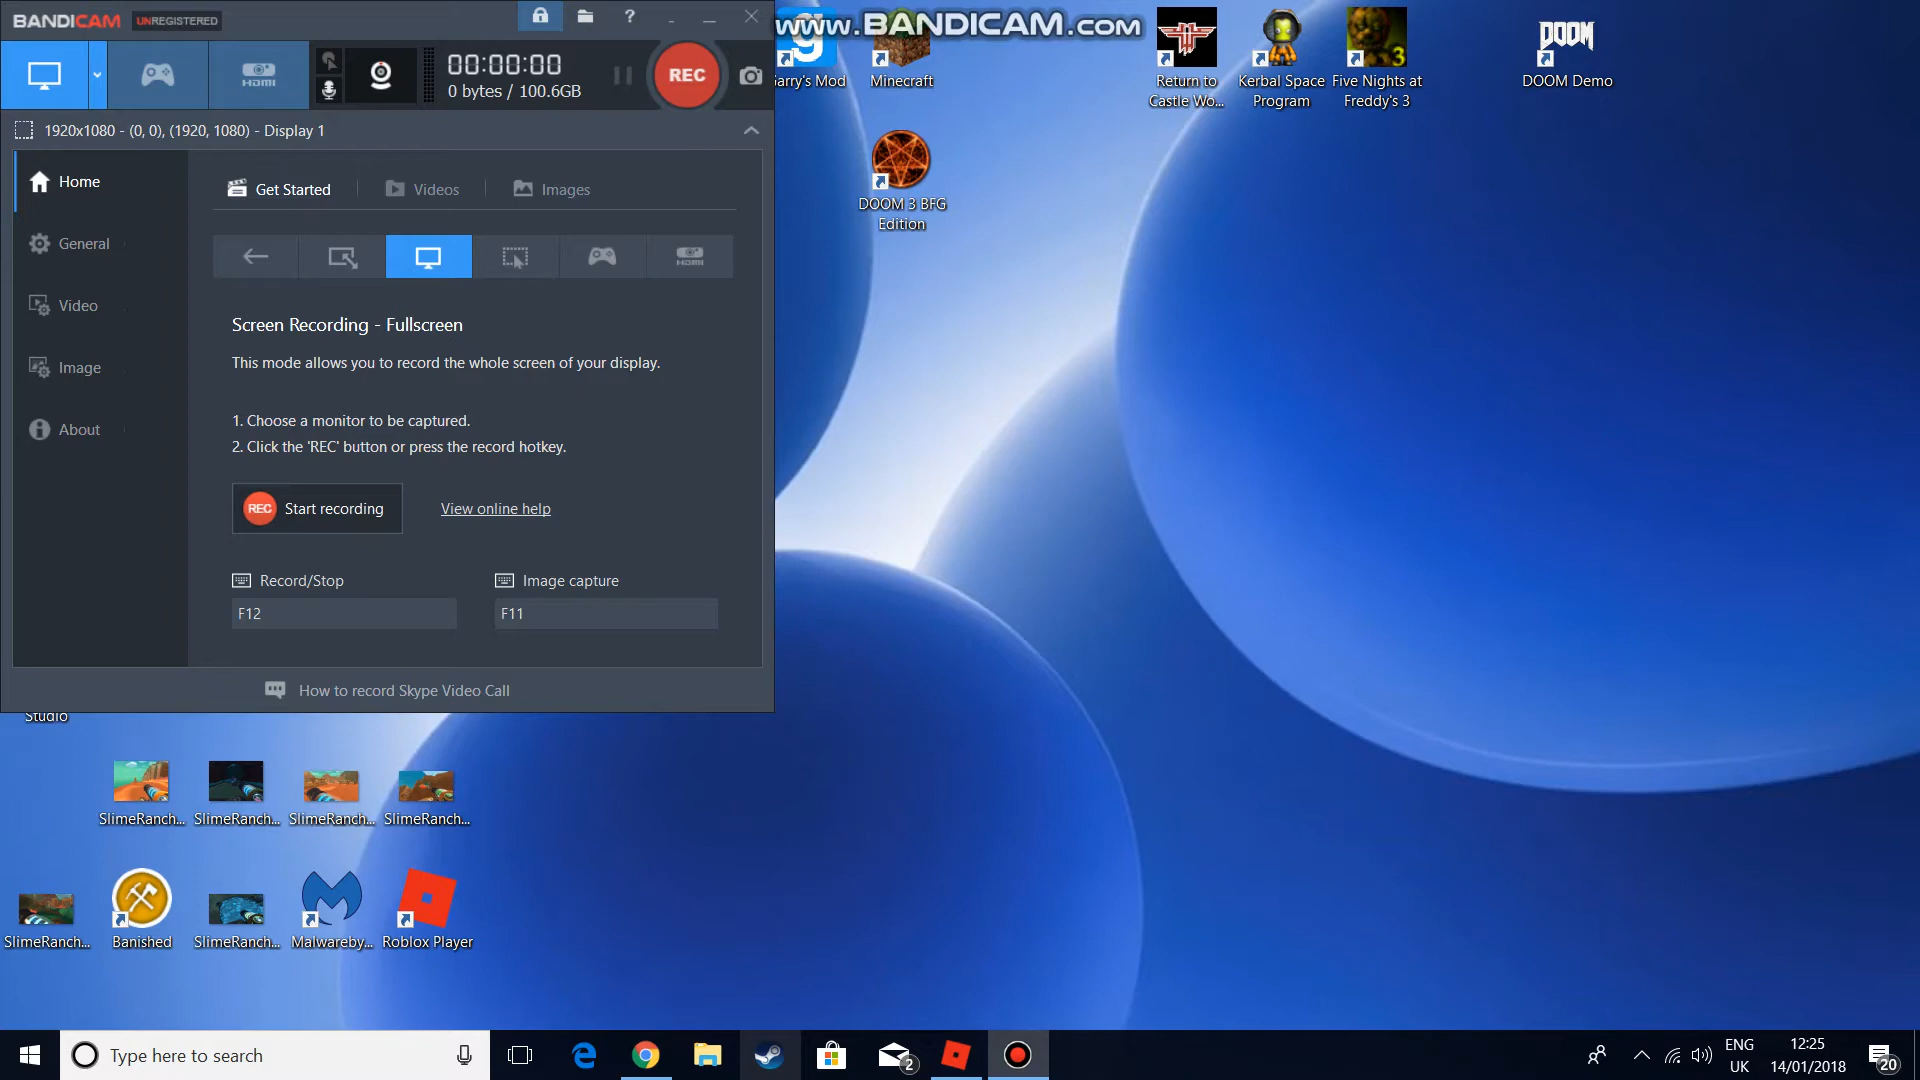 BANDICAM UNREGISTERED
?
www.BANDICAM.com
HDMI
00:00:00
0 bytes / 100.6GB
REC
1920x1080 - (0, 0), (1920, 1080) - Display 1
Home
General
Video
Image
About
Get Started
Videos
Images
HDMI
Screen Recording - Fullscreen
This mode allows you to record the whole screen of your display.
1. Choose a monitor to be captured.
2. Click the 'REC' button or press the record hotkey.
REC Start recording
View online help
Record/Stop
Image capture
F12
F11
How to record Skype Video Call
Garry's Mod
Minecraft
Return to
Castle Wo...
Kerbal Space
Program
3
Five Nights at
Freddy's 3
DOOM
DOOM Demo
DOOM 3 BFG
Edition
Studio
SlimeRanch...
SlimeRanch...
SlimeRanch...
SlimeRanch...
SlimeRanch...
Banished
SlimeRanch...
Malwareby...
Roblox Player
Type here to search
2
ENG
UK
12:25
14/01/2018
20